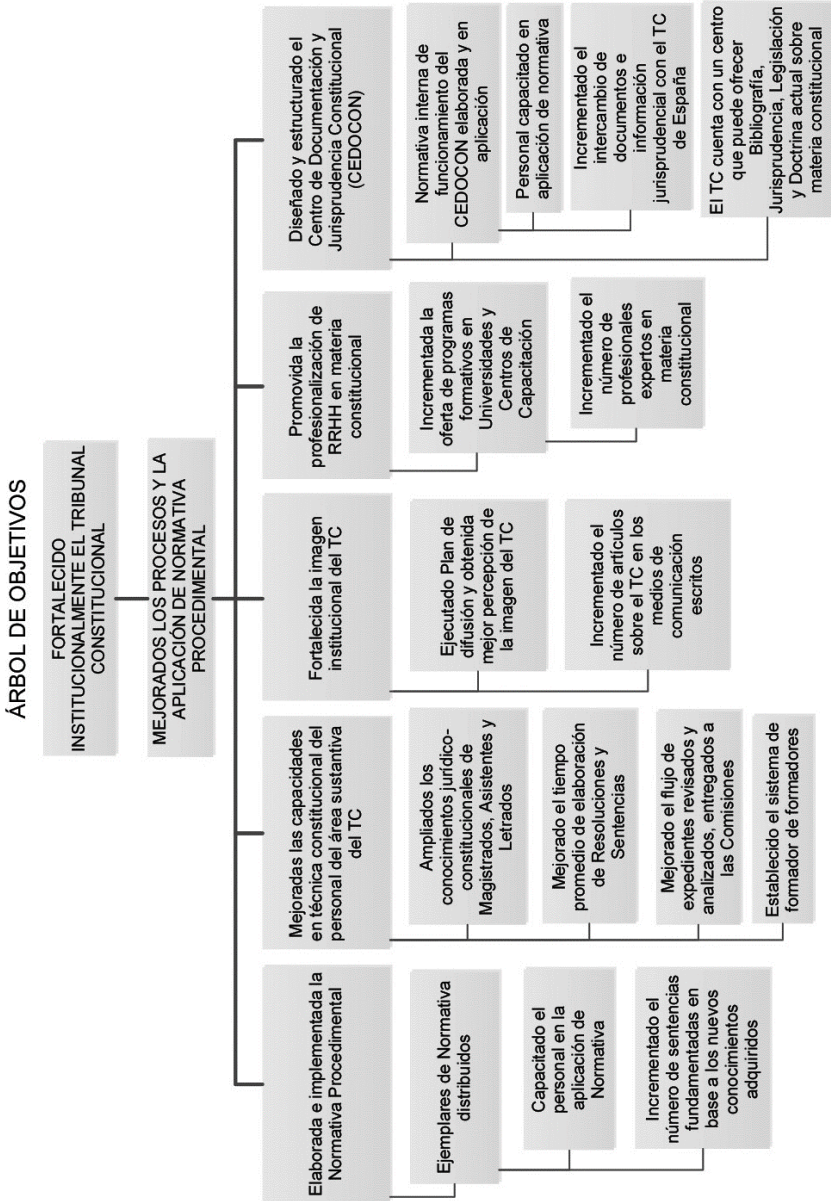 ÁRBOL DE OBJETIVOS
FORTALECIDO
INSTITUCIONALMENTE EL TRIBUNAL
CONSTITUCIONAL
MEJORADOS LOS PROCESOS Y LA
APLICACIÓN DE NORMATIVA
PROCEDIMENTAL
Elaborada e implementada la
Normativa Procedimental
Ejemplares de Normativa
distribuidos
Capacitado el
personal en la
aplicación de
Normativa
Incrementado el
número de sentencias
fundamentadas en
base a los nuevos
conocimientos
adquiridos
Mejoradas las capacidades
en técnica constitucional del
personal del área sustantiva
del TC
Ampliados los
conocimientos jurídico-
constitucionales de
Magistrados, Asistentes y
Letrados
Mejorado el tiempo
promedio de elaboración
de Resoluciones y
Sentencias
Mejorado el flujo de
expedientes revisados y
analizados, entregados a
las Comisiones
Establecido el sistema de
formador de formadores
Fortalecida la imagen
institucional del TC
Ejecutado Plan de
difusión y obtenida
mejor percepción de
la imagen del TC
Incrementado el
número de artículos
sobre el TC en los
medios de
comunicación
escritos
Promovida la
profesionalización de
RRHH en materia
constitucional
Incrementada la
oferta de programas
formativos en
Universidades y
Centros de
Capacitación
Incrementado el
número de
profesionales
expertos en
materia
constitucional
Diseñado y estructurado el
Centro de Documentación y
Jurisprudencia Constitucional
(CEDOCON)
Normativa interna de
funcionamiento del
CEDOCON elaborada y en
aplicación
Personal capacitado en
aplicación de normativa
Incrementado el
intercambio de
documentos e
información
jurisprudencial con el TC
de España
El TC cuenta con un centro
que puede ofrecer
Bibliografía,
Jurisprudencia, Legislación
y Doctrina actual sobre
materia constitucional